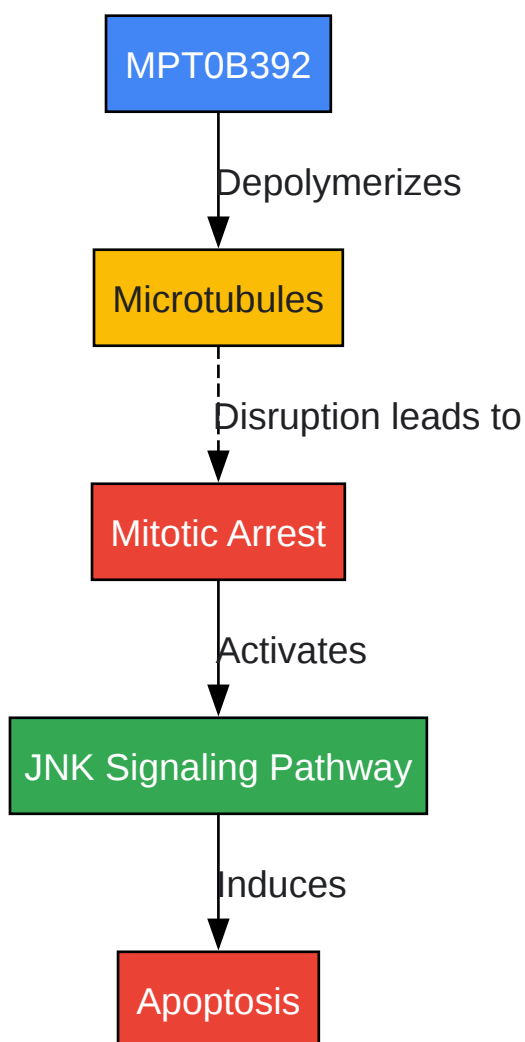 MPT0B392
Depolymerizes
Microtubules
Disruption leads to
Mitotic Arrest
Activates
JNK Signaling Pathway
Induces
Apoptosis